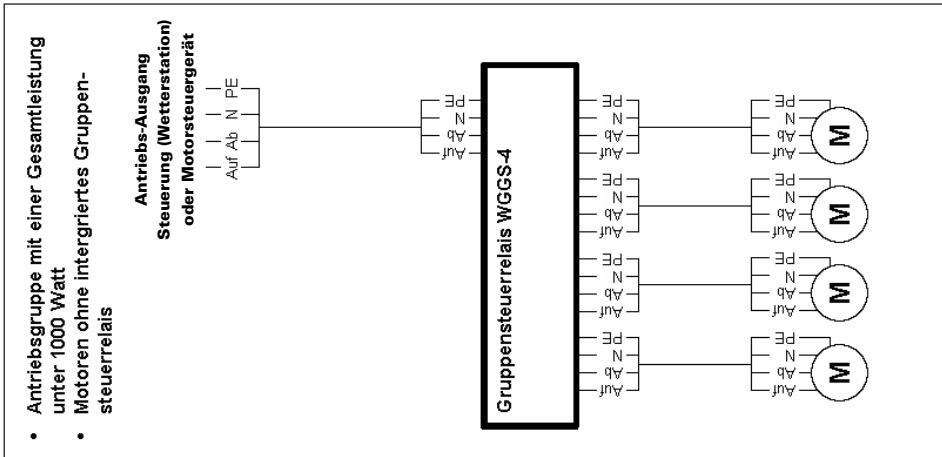 • Antriebsgruppe mit einer Gesamtleistung
unter 1000 Watt
• Motoren ohne intergriertes Gruppen-
steuerrelais
Antriebs-Ausgang
Steuerung (Wetterstation)
oder Motorsteuergerät
Auf Ab N PE
Auf Ab N PE
Gruppensteuerrelais WGGS-4
Auf Ab N PE
Auf Ab N PE
M
Auf Ab N PE
Auf Ab N PE
M
Auf Ab N PE
Auf Ab N PE
M
Auf Ab N PE
Auf Ab N PE
M